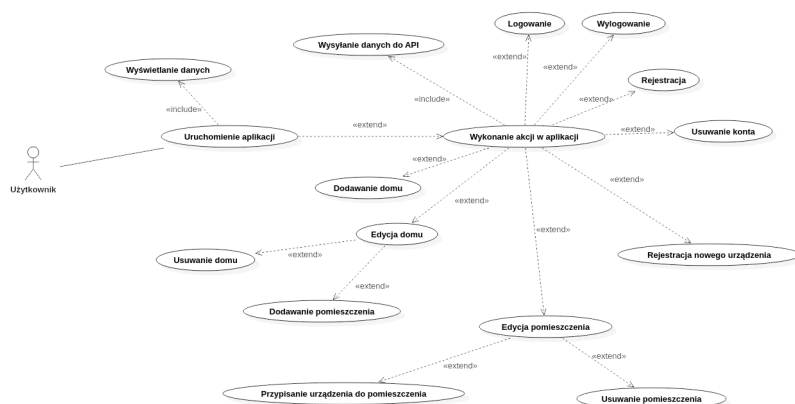 Logowanie
Wylogowanie
Wysyłanie danych do API
«extend»
«extend»
Wyświetlanie danych
Rejestracja
«include»
«extend»
«include»
«extend»
«extend»
Usuwanie konta
Uruchomienie aplikacji
Wykonanie akcji w aplikacji
«extend»
Użytkownik
Dodawanie domu
«extend»
«extend»
Edycja domu
«extend»
Usuwanie domu
«extend»
Rejestracja nowego urządzenia
«extend»
Dodawanie pomieszczenia
Edycja pomieszczenia
«extend»
«extend»
Przypisanie urządzenia do pomieszczenia
Usuwanie pomieszczenia